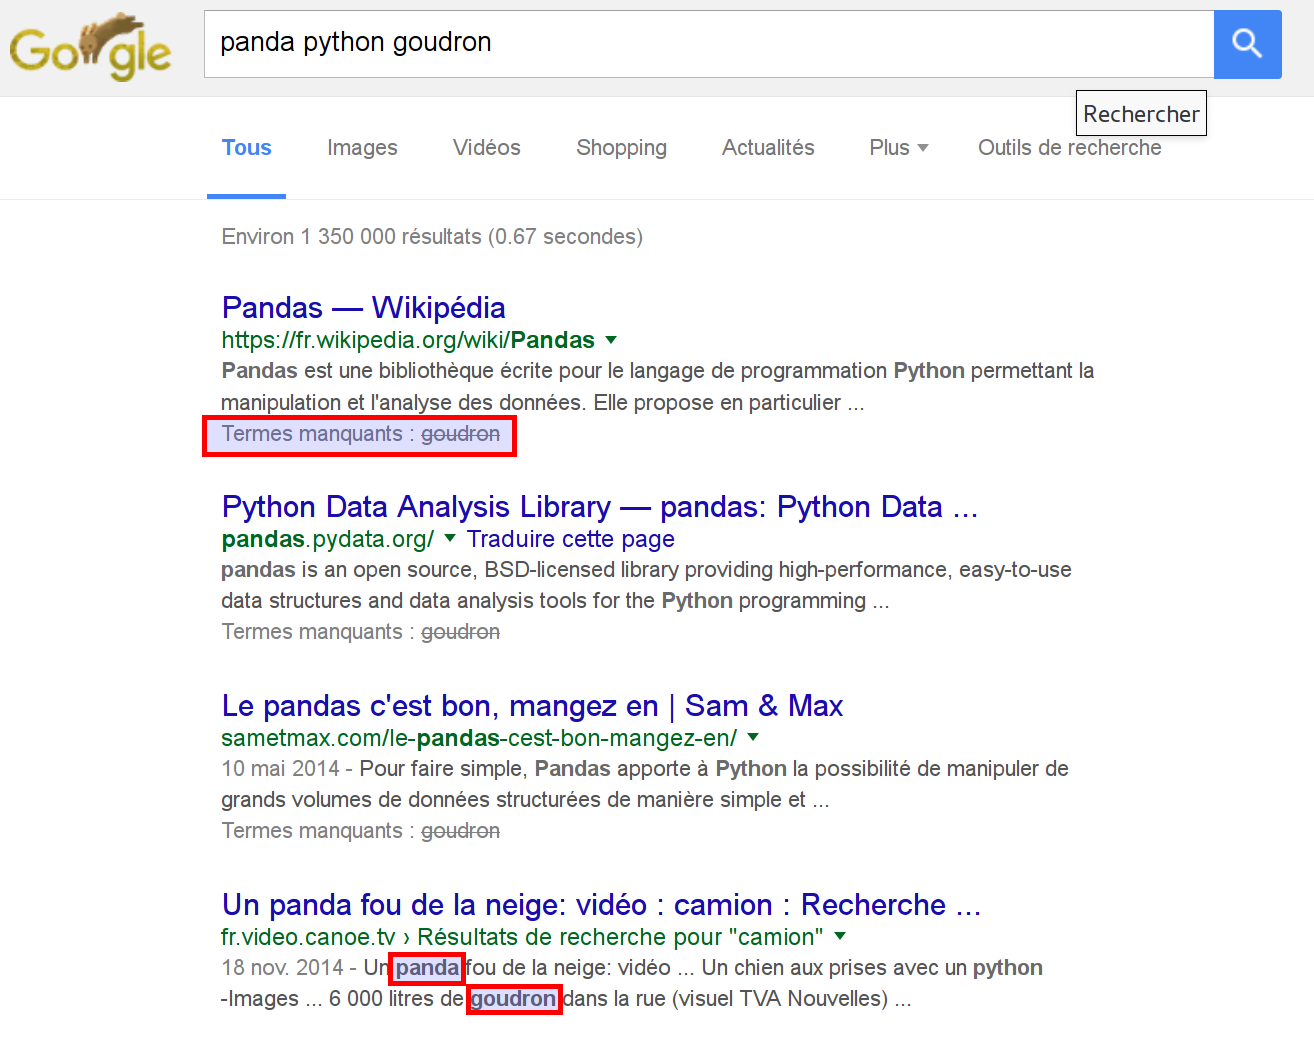 Google
panda python goudron
Rechercher
Tous Images Vidéos Shopping Actualités Plus Outils de recherche
Environ 1 350 000 résultats (0.67 secondes)
Pandas — Wikipédia
https://fr.wikipedia.org/wiki/Pandas
Pandas est une bibliothèque écrite pour le langage de programmation Python permettant la
manipulation et l'analyse des données. Elle propose en particulier ...
Termes manquants : goudron
Python Data Analysis Library — pandas: Python Data ...
pandas.pydata.org/ Traduire cette page
pandas is an open source, BSD-licensed library providing high-performance, easy-to-use
data structures and data analysis tools for the Python programming ...
Termes manquants : goudron
Le pandas c'est bon, mangez en | Sam & Max
sametmax.com/le-pandas-cest-bon-mangez-en/
10 mai 2014 - Pour faire simple, Pandas apporte à Python la possibilité de manipuler de
grands volumes de données structurées de manière simple et ...
Termes manquants : goudron
Un panda fou de la neige: vidéo : camion : Recherche ...
fr.video.canoe.tv › Résultats de recherche pour "camion"
18 nov. 2014 - Un panda fou de la neige: vidéo ... Un chien aux prises avec un python
-Images ... 6 000 litres de goudron dans la rue (visuel TVA Nouvelles) ...